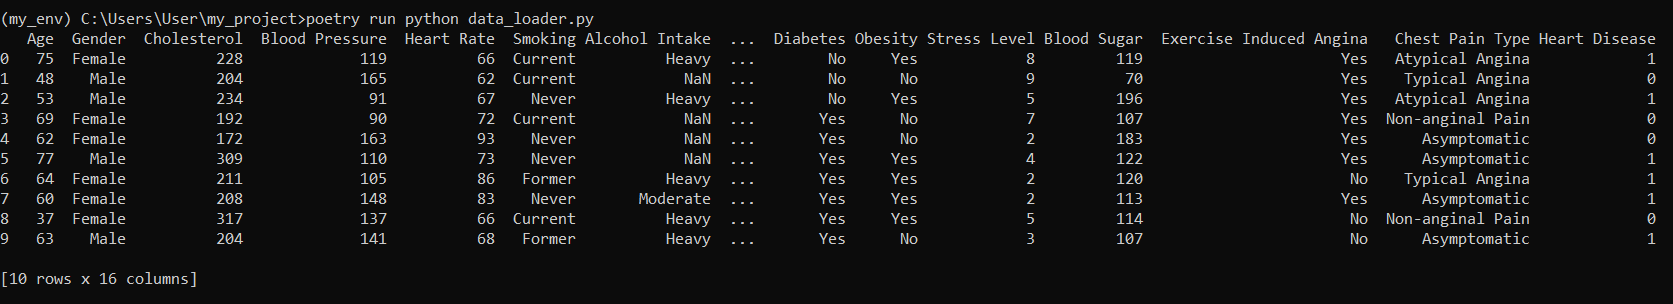 (my_env) C:\Users\User\my_project>poetry run python data_loader.py
   Age  Gender  Cholesterol  Blood Pressure  Heart Rate  Smoking Alcohol Intake  ...  Diabetes Obesity Stress Level Blood Sugar  Exercise Induced Angina   Chest Pain Type Heart Disease
0   75  Female          228             119          66  Current          Heavy  ...        No     Yes            8         119                      Yes   Atypical Angina             1
1   48    Male          204             165          62  Current            NaN  ...        No      No            9          70                      Yes    Typical Angina             0
2   53    Male          234              91          67    Never          Heavy  ...        No     Yes            5         196                      Yes   Atypical Angina             1
3   69  Female          192              90          72  Current            NaN  ...       Yes      No            7         107                      Yes  Non-anginal Pain             0
4   62  Female          172             163          93    Never            NaN  ...       Yes      No            2         183                      Yes      Asymptomatic             0
5   77    Male          309             110          73    Never            NaN  ...       Yes     Yes            4         122                      Yes      Asymptomatic             1
6   64  Female          211             105          86   Former          Heavy  ...       Yes     Yes            2         120                       No    Typical Angina             1
7   60  Female          208             148          83    Never       Moderate  ...       Yes     Yes            2         113                      Yes      Asymptomatic             1
8   37  Female          317             137          66  Current          Heavy  ...       Yes     Yes            5         114                       No  Non-anginal Pain             0
9   63    Male          204             141          68   Former          Heavy  ...       Yes      No            3         107                       No      Asymptomatic             1
[10 rows x 16 columns]